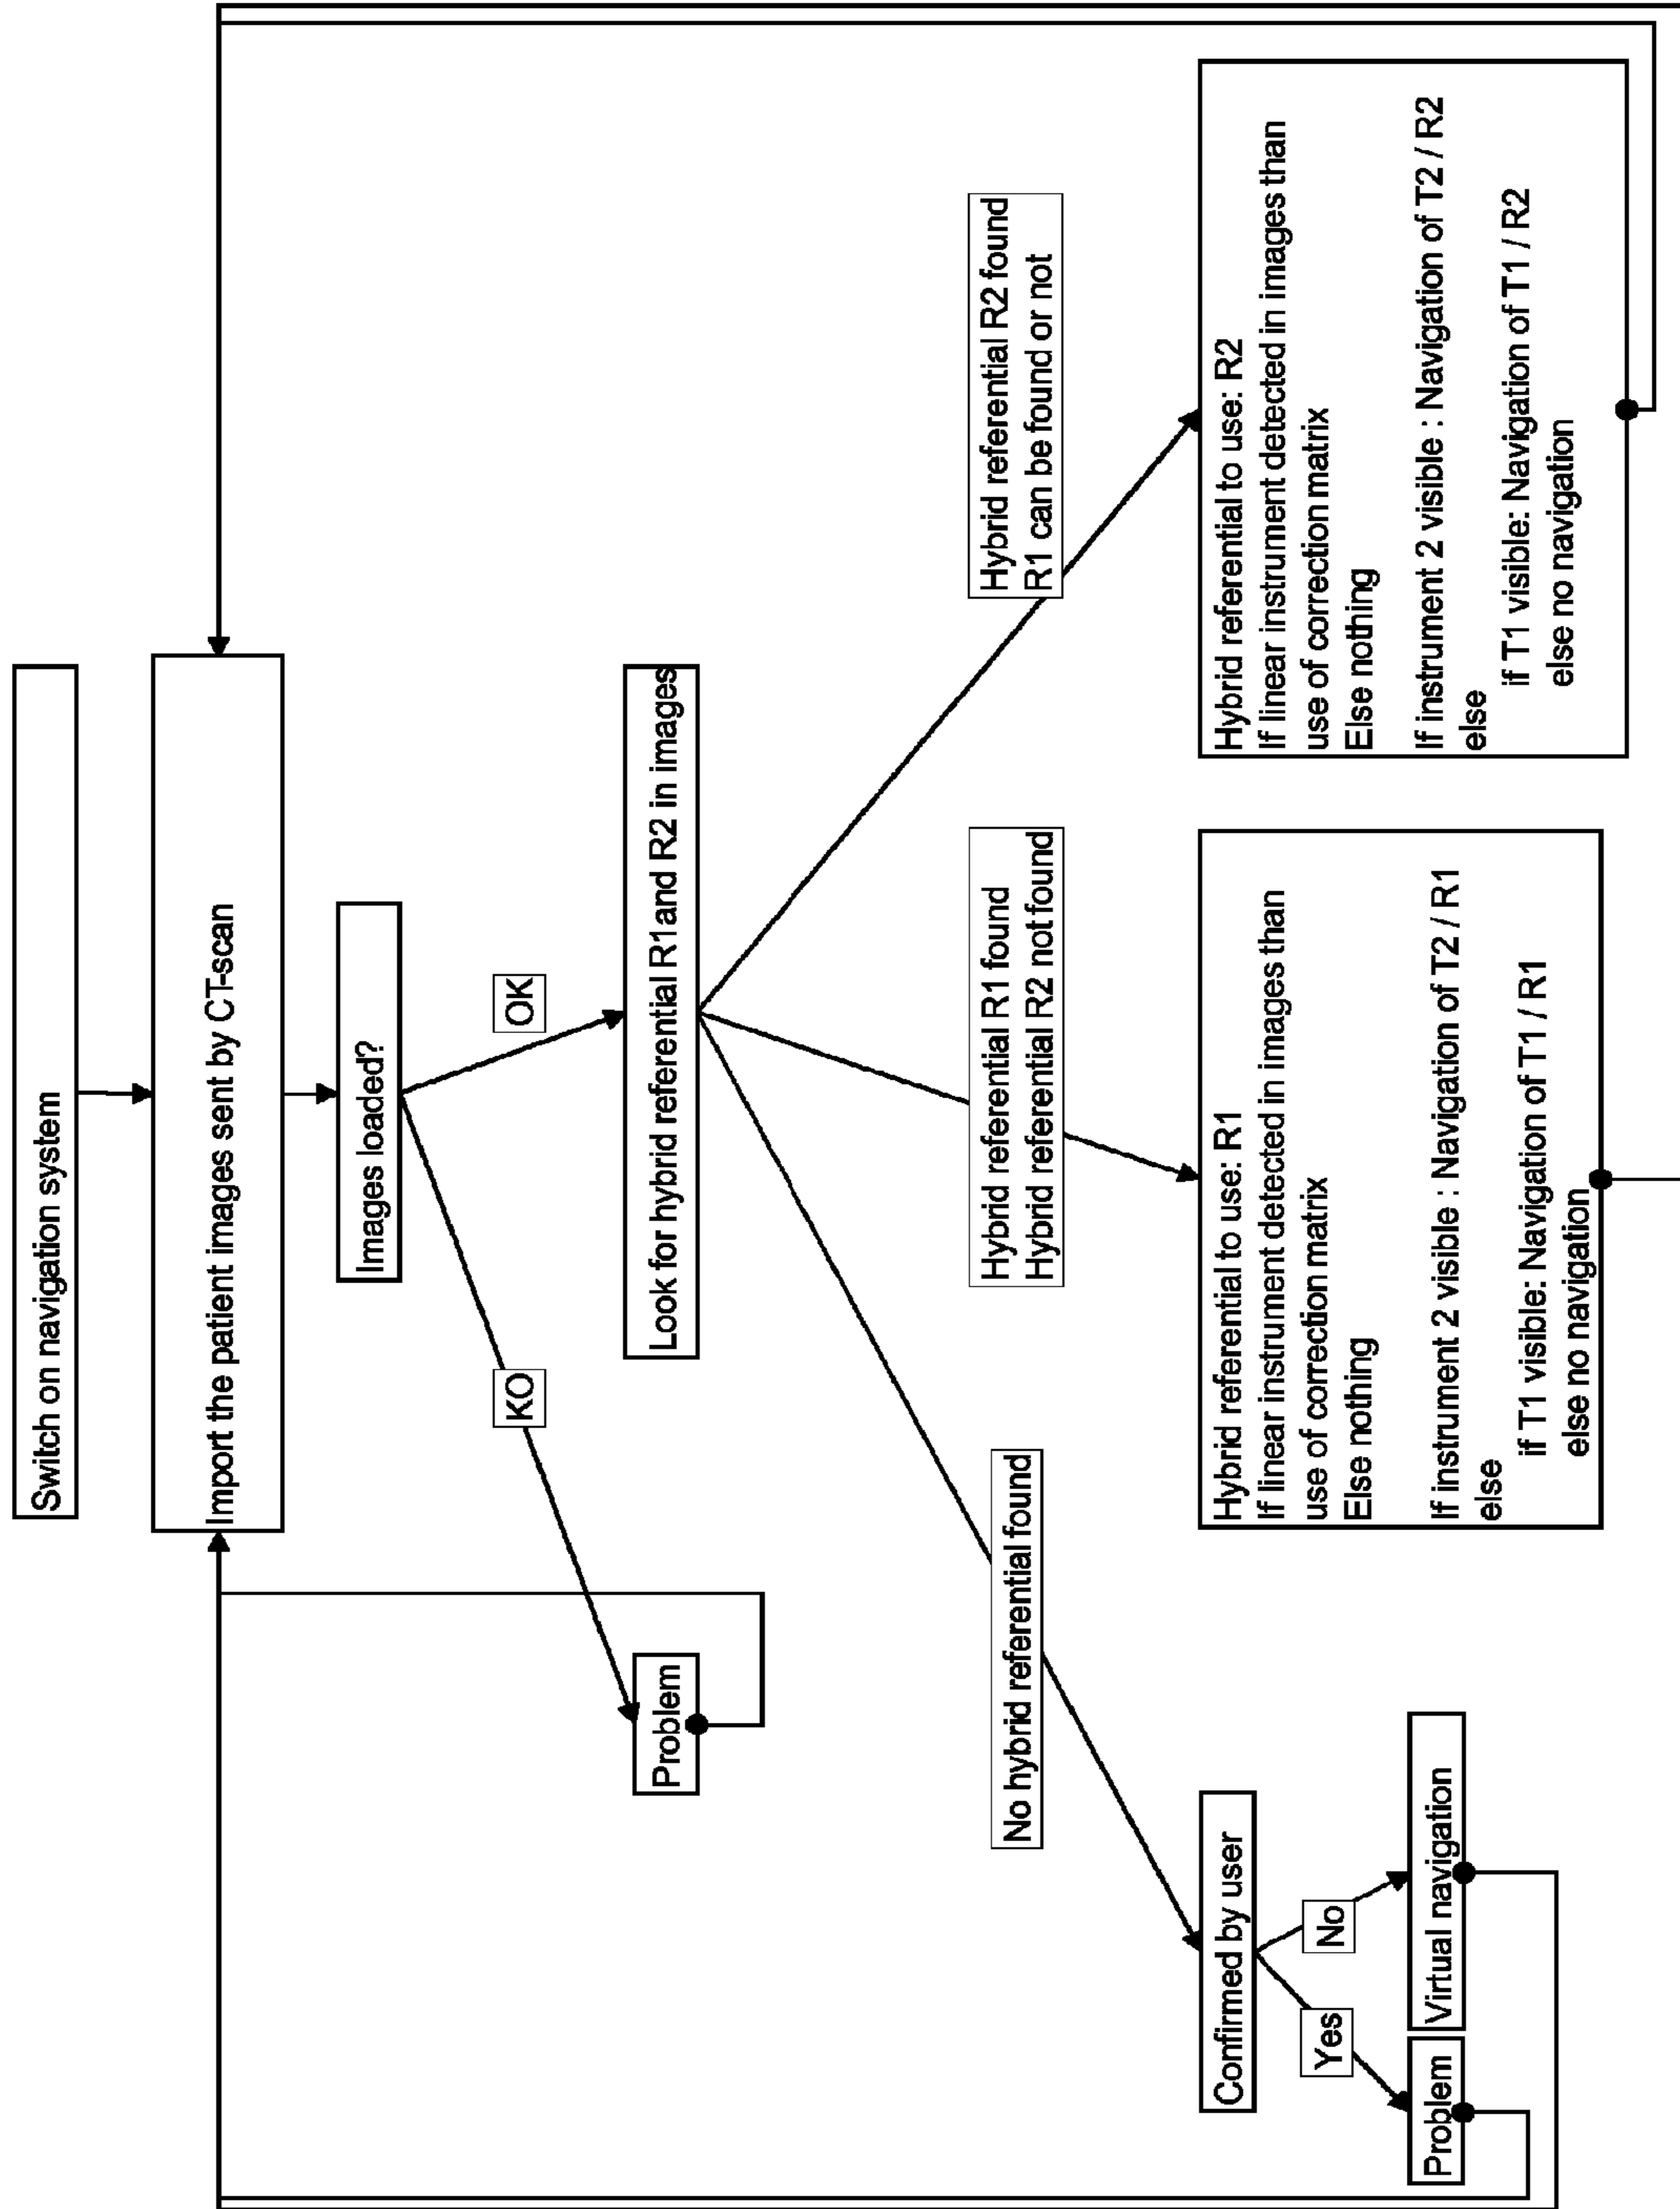 Switch on navigation system
Import the patient images sent by CT-scan
Images loaded?
KO
OK
Problem
Look for hybrid referential R1and R2 in images
No hybrid referential found
Hybrid referential R1 found
Hybrid referential R2 not found
Hybrid referential R2 found
R1 can be found or not
Confirmed by user
Yes
No
Problem
Virtual navigation
Hybrid referential to use: R1
If linear instrument detected in images than
use of correction matrix
Else nothing
If instrument 2 visible : Navigation of T2 / R1
else
if T1 visible: Navigation of T1 / R1
else no navigation
Hybrid referential to use: R2
If linear instrument detected in images than
use of correction matrix
Else nothing
If instrument 2 visible : Navigation of T2 / R2
else
if T1 visible: Navigation of T1 / R2
else no navigation